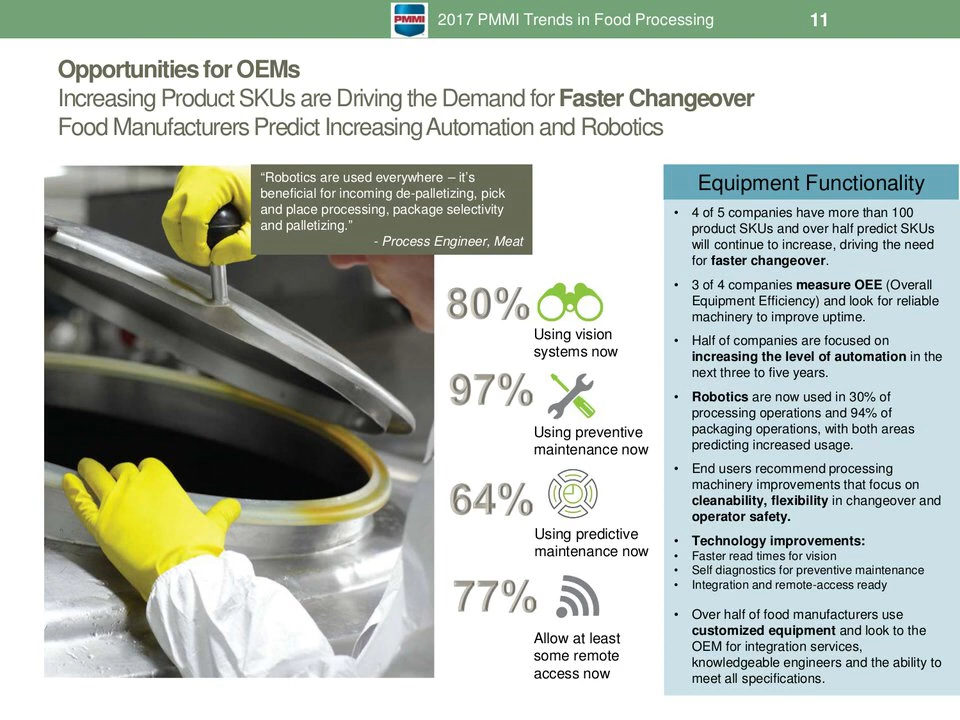 PMMI 2017 PMMI Trends in Food Processing 11
Opportunities for OEMs
Increasing Product SKUs are Driving the Demand for Faster Changeover
Food Manufacturers Predict Increasing Automation and Robotics
“Robotics are used everywhere – it’s
beneficial for incoming de-palletizing, pick
and place processing, package selectivity
and palletizing.”
- Process Engineer, Meat
80%
Using vision
systems now
97%
Using preventive
maintenance now
64%
Using predictive
maintenance now
77%
Allow at least
some remote
access now
Equipment Functionality
• 4 of 5 companies have more than 100
product SKUs and over half predict SKUs
will continue to increase, driving the need
for faster changeover.
• 3 of 4 companies measure OEE (Overall
Equipment Efficiency) and look for reliable
machinery to improve uptime.
• Half of companies are focused on
increasing the level of automation in the
next three to five years.
• Robotics are now used in 30% of
processing operations and 94% of
packaging operations, with both areas
predicting increased usage.
• End users recommend processing
machinery improvements that focus on
cleanability, flexibility in changeover and
operator safety.
• Technology improvements:
• Faster read times for vision
• Self diagnostics for preventive maintenance
• Integration and remote-access ready
• Over half of food manufacturers use
customized equipment and look to the
OEM for integration services,
knowledgeable engineers and the ability to
meet all specifications.